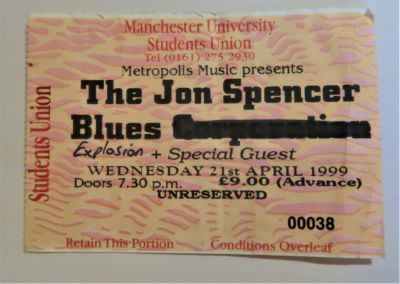 Manchester University
Students Union
Tel (0161) 275 2930
Metropolis Music presents
The Jon Spencer
Blues Corporation
Explosion + Special Guest
WEDNESDAY 21st APRIL 1999
Doors 7.30 p.m. £9.00 (Advance)
UNRESERVED
00038
Retain This Portion Conditions Overleaf
Students Union